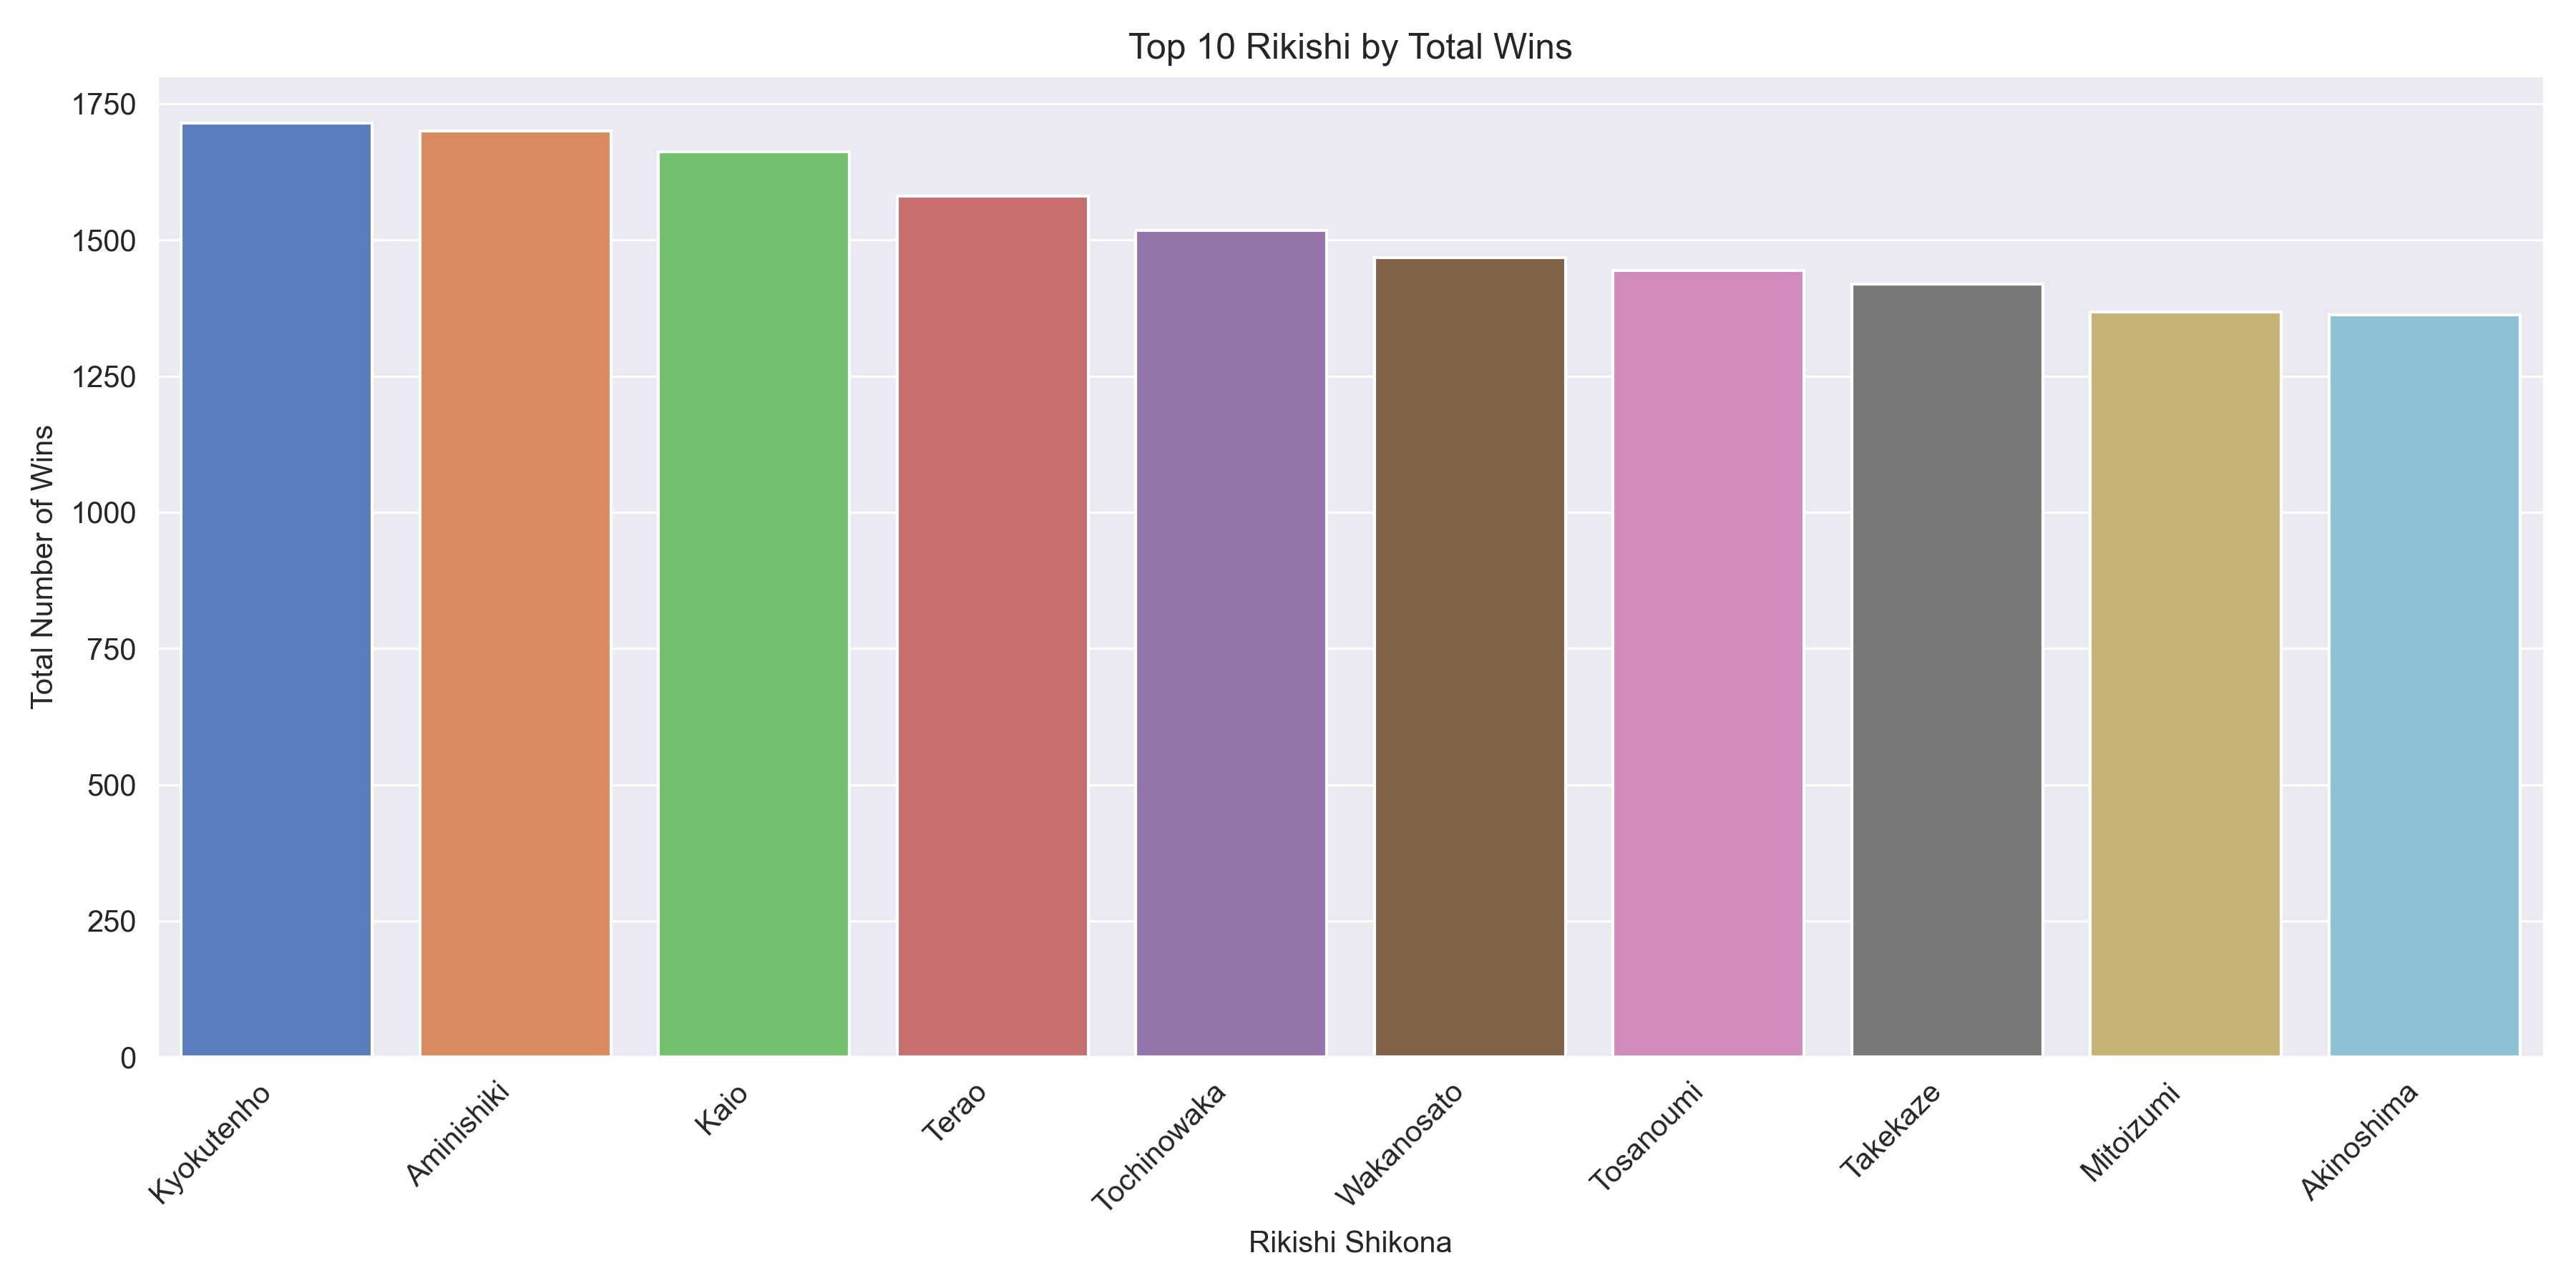 Top 10 Rikishi by Total Wins
Total Number of Wins
1750
1500
1250
1000
750
500
250
0
Kyokutenho
Aminishiki
Kaio
Terao
Tochinowaka
Wakanosato
Tosanoumi
Takekaze
Mitoizumi
Akinoshima
Rikishi Shikona